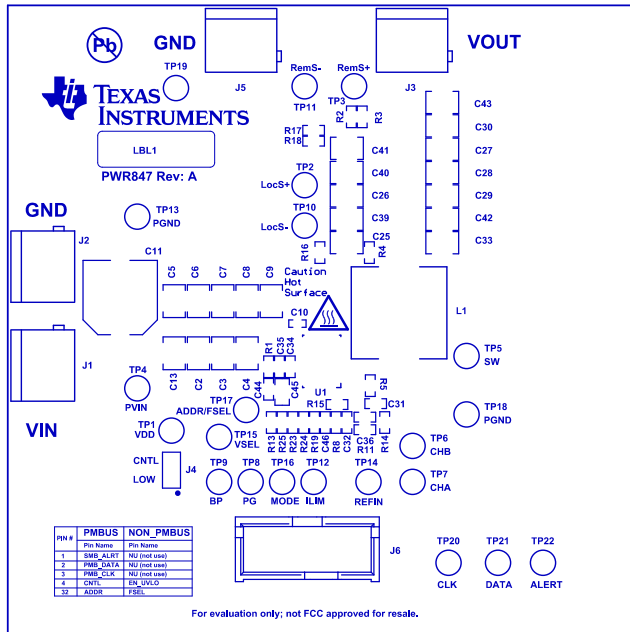 Pb
GND
VOUT
TP19
J5
RemS-
RemS+
J3
TP11
TP3
TEXAS
INSTRUMENTS
R2
R3
R17
R18
C43
C30
C41
C27
LBL1
PWR847 Rev: A
TP2
LocS+
C40
C28
C26
C29
GND
TP13
PGND
TP10
LocS-
C39
C42
C25
C33
J2
C11
R16
R4
C5
C6
C7
C8
C9
Caution
Hot
Surface
C10
L1
J1
TP4
PVIN
R1
C35
C34
TP5
SW
C13
C2
C3
C4
C44
C45
U1
R5
VIN
TP17
ADDR/FSEL
R15
C31
TP18
PGND
TP1
VDD
TP15
VSEL
R13
R25
R23
R24
R19
C46
R8
C32
C36
R11
R14
TP6
CHB
CNTL
LOW
J4
TP9
BP
TP8
PG
TP16
MODE
TP12
ILIM
TP14
REFIN
TP7
CHA
PIN # PMBUS NON_PMBUS
Pin Name Pin Name
1 SMB_ALRT NU (not use)
2 PMB_DATA NU (not use)
3 PMB_CLK NU (not use)
4 CNTL EN_UVLO
32 ADDR FSEL
J6
TP20
CLK
TP21
DATA
TP22
ALERT
For evaluation only; not FCC approved for resale.